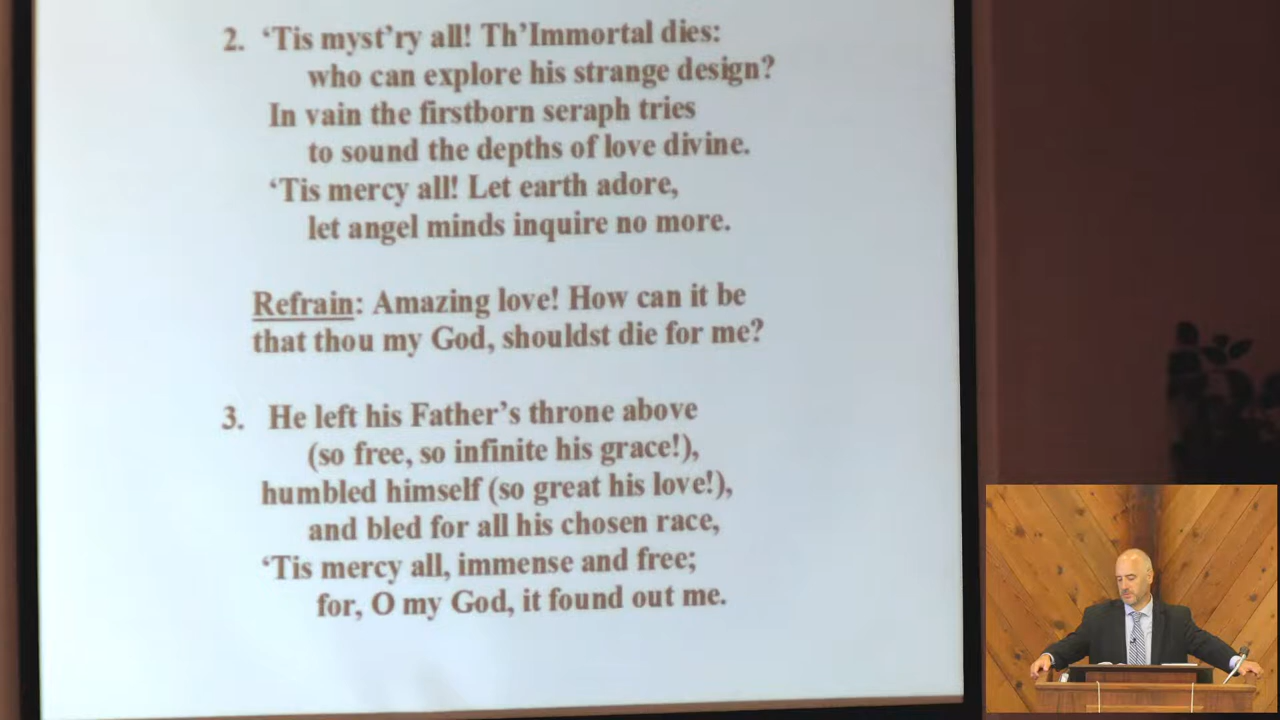 2. ‘Tis myst’ry all! Th’Immortal dies:
who can explore his strange design?
In vain the firstborn seraph tries
to sound the depths of love divine.
‘Tis mercy all! Let earth adore,
let angel minds inquire no more.
Refrain: Amazing love! How can it be
that thou my God, shouldst die for me?
3. He left his Father’s throne above
(so free, so infinite his grace!),
humbled himself (so great his love!),
and bled for all his chosen race,
‘Tis mercy all, immense and free;
for, O my God, it found out me.